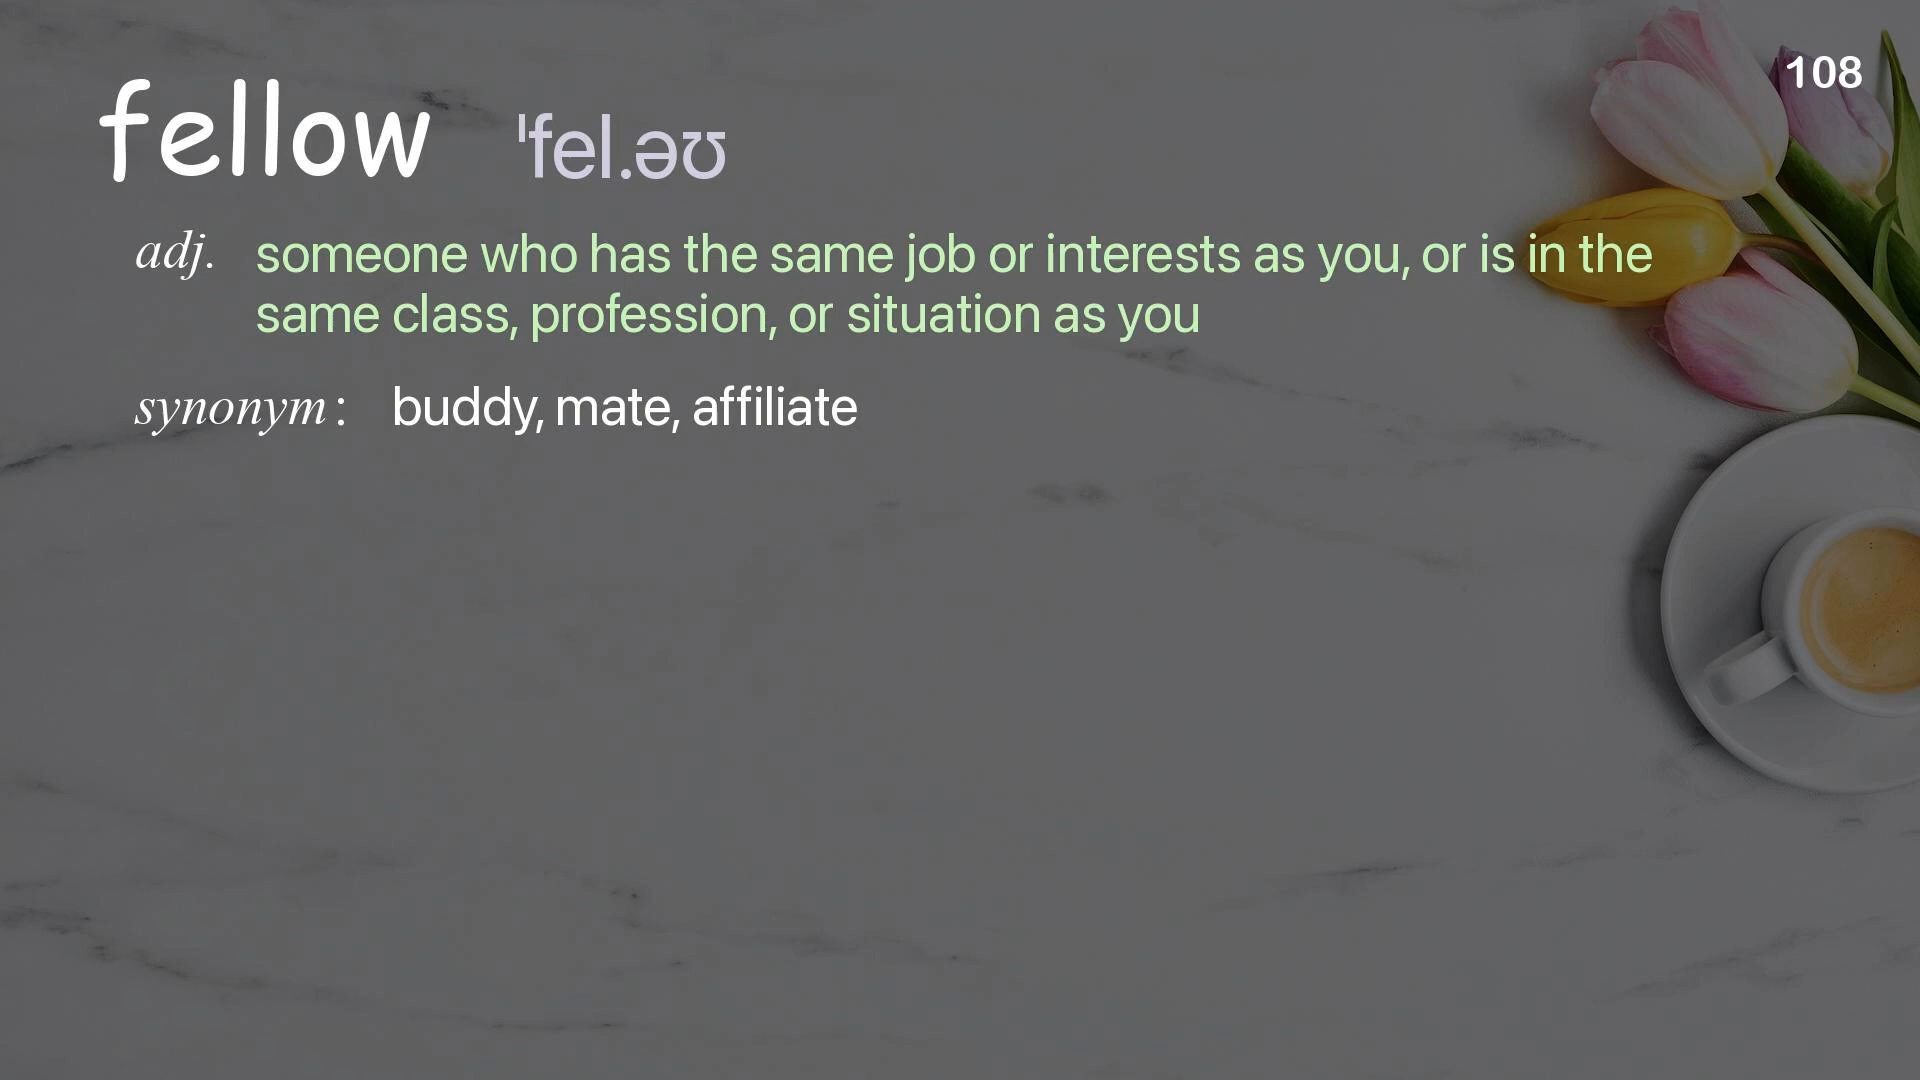 108
fellow ˈfel.əʊ
adj. someone who has the same job or interests as you, or is in the
same class, profession, or situation as you
synonym: buddy, mate, affiliate